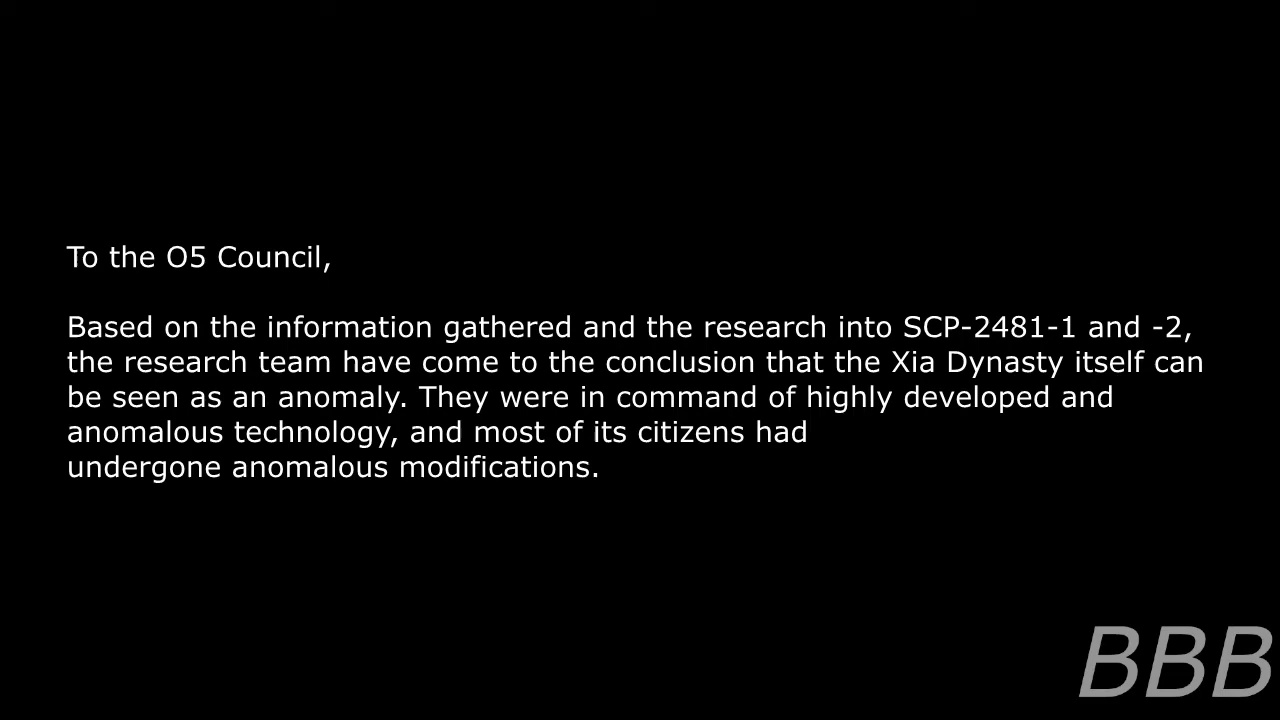 To the O5 Council,
Based on the information gathered and the research into SCP-2481-1 and -2,
the research team have come to the conclusion that the Xia Dynasty itself can
be seen as an anomaly. They were in command of highly developed and
anomalous technology, and most of its citizens had
undergone anomalous modifications.
BBB